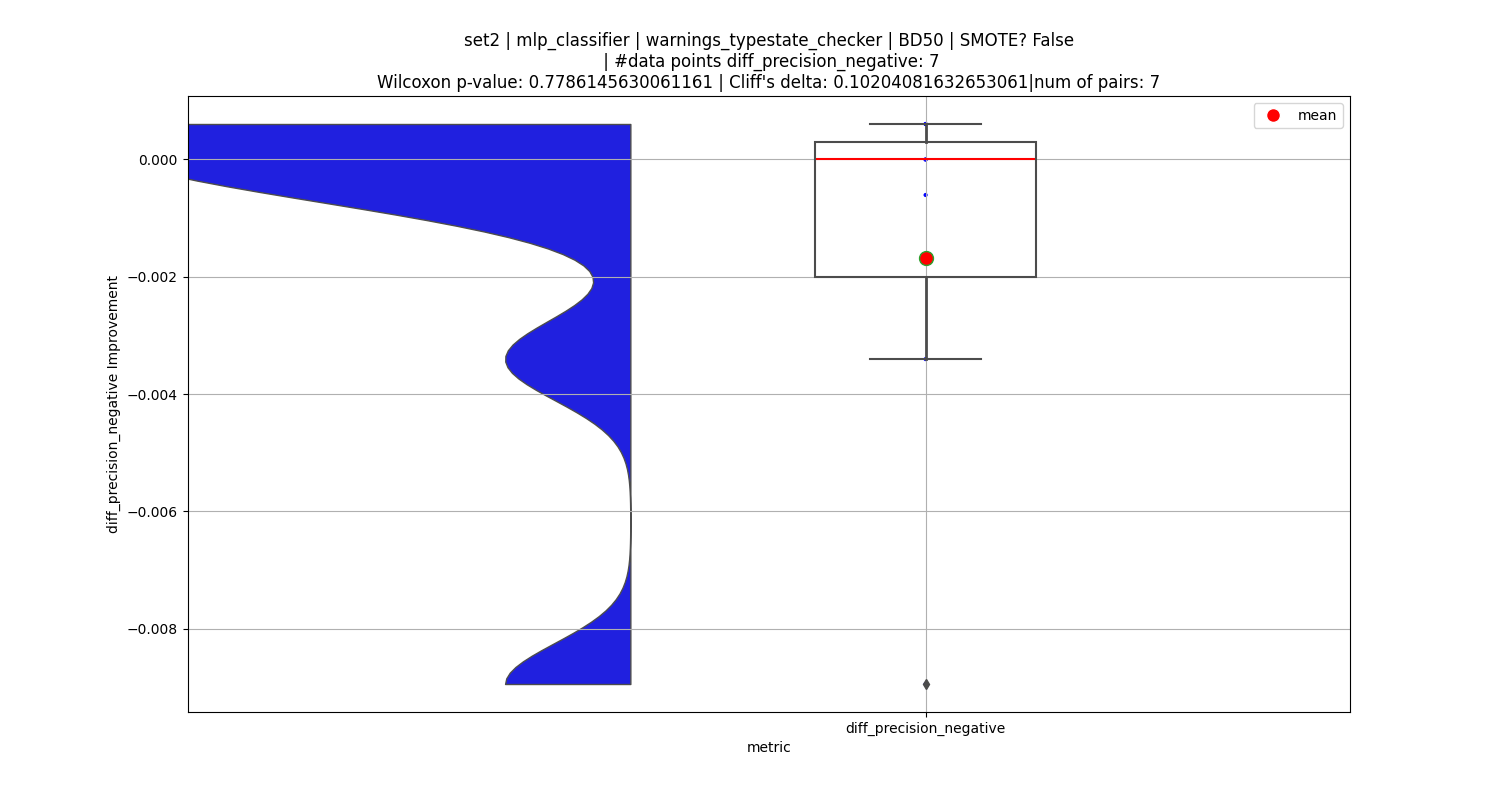 set2 | mlp_classifier | warnings_typestate_checker | BD50 | SMOTE? False
| #data points diff_precision_negative: 7
Wilcoxon p-value: 0.7786145630061161 | Cliff's delta: 0.10204081632653061|num of pairs: 7
mean
0.000
−0.002
−0.004
−0.006
−0.008
diff_precision_negative Improvement
diff_precision_negative
metric